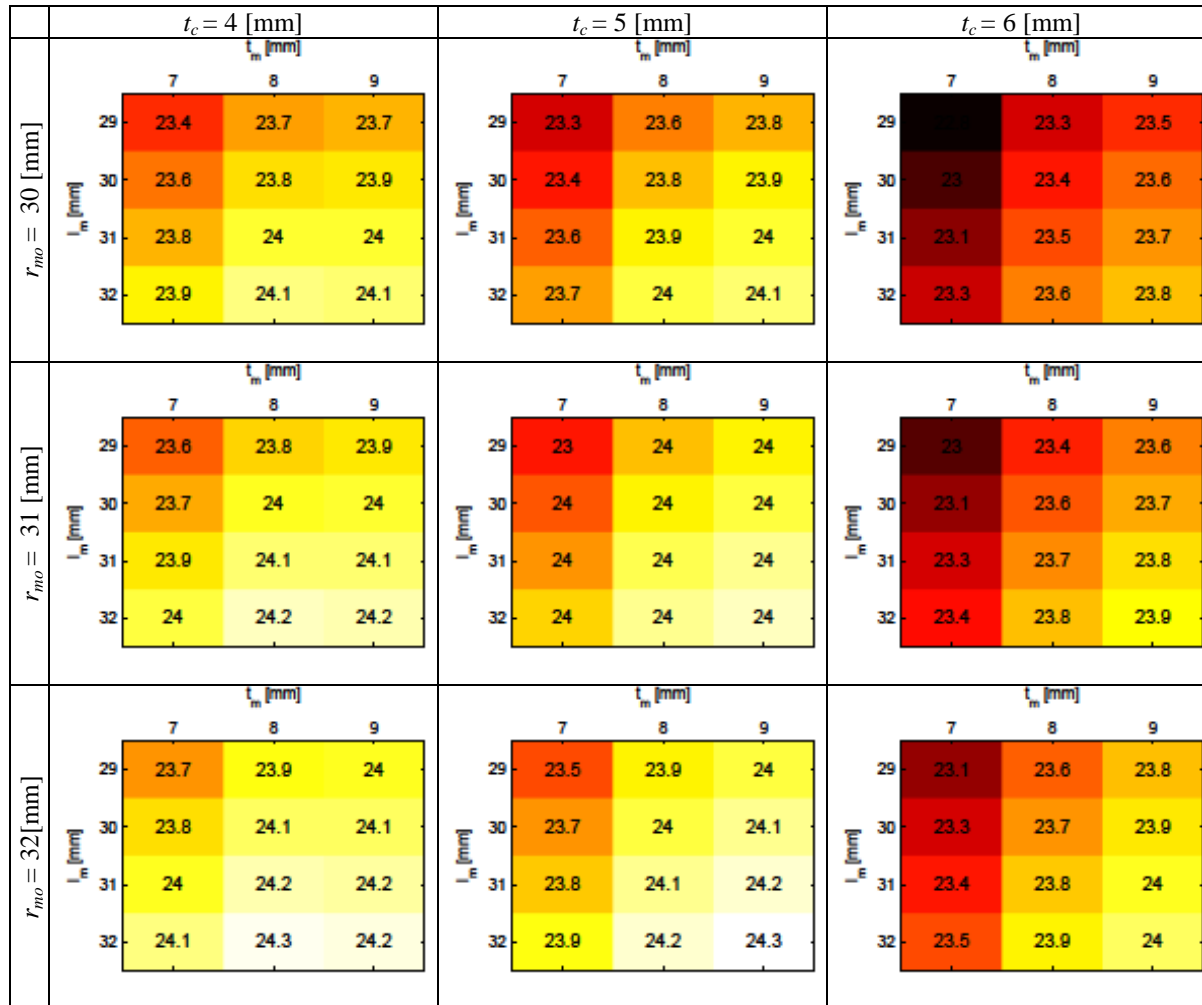 t_c = 4 [mm] t_c = 5 [mm] t_c = 6 [mm]
r_mo = 30 [mm]
t_m [mm]
7 8 9
l_m [mm]
29 23.4 23.7 23.7
30 23.6 23.8 23.9
31 23.8 24 24
32 23.9 24.1 24.1
t_m [mm]
7 8 9
l_m [mm]
29 23.3 23.6 23.8
30 23.4 23.8 23.9
31 23.6 23.9 24
32 23.7 24 24.1
t_m [mm]
7 8 9
l_m [mm]
29 23.3 23.5
30 23 23.4 23.6
31 23.1 23.5 23.7
32 23.3 23.6 23.8
r_mo = 31 [mm]
t_m [mm]
7 8 9
l_m [mm]
29 23.6 23.8 23.9
30 23.7 24 24
31 23.9 24.1 24.1
32 24 24.2 24.2
t_m [mm]
7 8 9
l_m [mm]
29 23 24 24
30 24 24 24
31 24 24 24
32 24 24 24
t_m [mm]
7 8 9
l_m [mm]
29 23 23.4 23.6
30 23.1 23.6 23.7
31 23.3 23.7 23.8
32 23.4 23.8 23.9
r_mo = 32[mm]
t_m [mm]
7 8 9
l_m [mm]
29 23.7 23.9 24
30 23.8 24.1 24.1
31 24 24.2 24.2
32 24.1 24.3 24.2
t_m [mm]
7 8 9
l_m [mm]
29 23.5 23.9 24
30 23.7 24 24.1
31 23.8 24.1 24.2
32 23.9 24.2 24.3
t_m [mm]
7 8 9
l_m [mm]
29 23.1 23.6 23.8
30 23.3 23.7 23.9
31 23.4 23.8 24
32 23.5 23.9 24